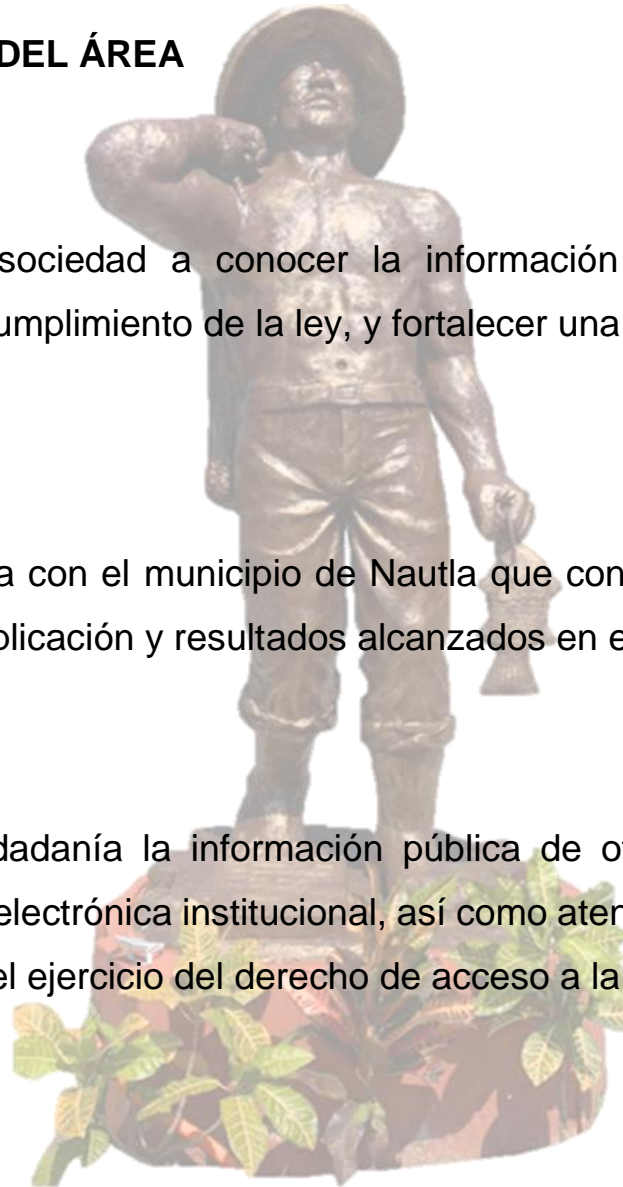 DEL ÁREA
sociedad a conocer la información
umplimiento de la ley, y fortalecer una
a con el municipio de Nautla que con
plicación y resultados alcanzados en e
dadanía la información pública de o
electrónica institucional, así como aten
el ejercicio del derecho de acceso a la